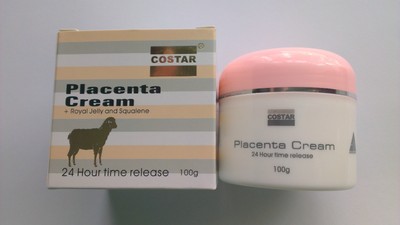 COSTAR
Placenta
Cream
+ Royal Jelly and Squalene
24 Hour time release 100g
COSTAR
Placenta Cream
24 Hour time release
100g